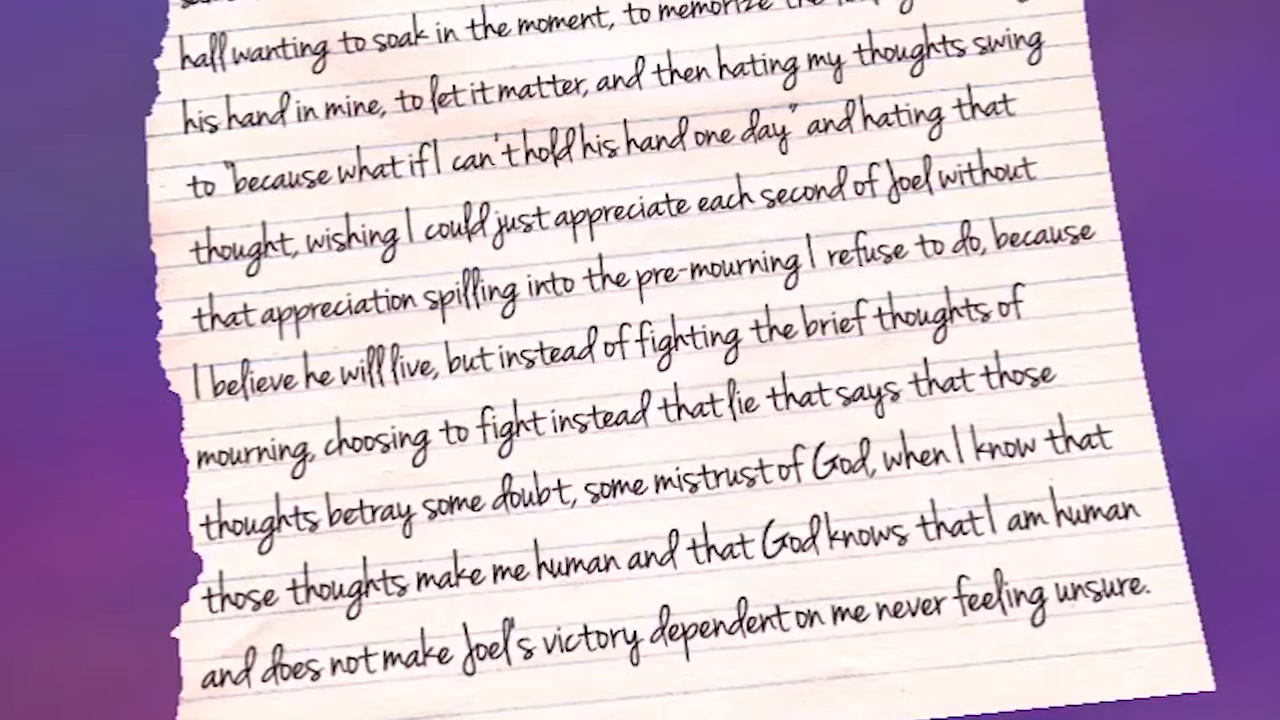 hall wanting to soak in the moment, to memorize the
his hand in mine, to let it matter, and then hating my thoughts swing
to "because what if I can't hold his hand one day" and hating that
thought, wishing I could just appreciate each second of Joel without
that appreciation spilling into the pre-mourning I refuse to do, because
I believe he will live, but instead of fighting the brief thoughts of
mourning, choosing to fight instead that lie that says that those
thoughts betray some doubt, some mistrust of God, when I know that
those thoughts make me human and that God knows that I am human
and does not make Joel's victory dependent on me never feeling unsure.